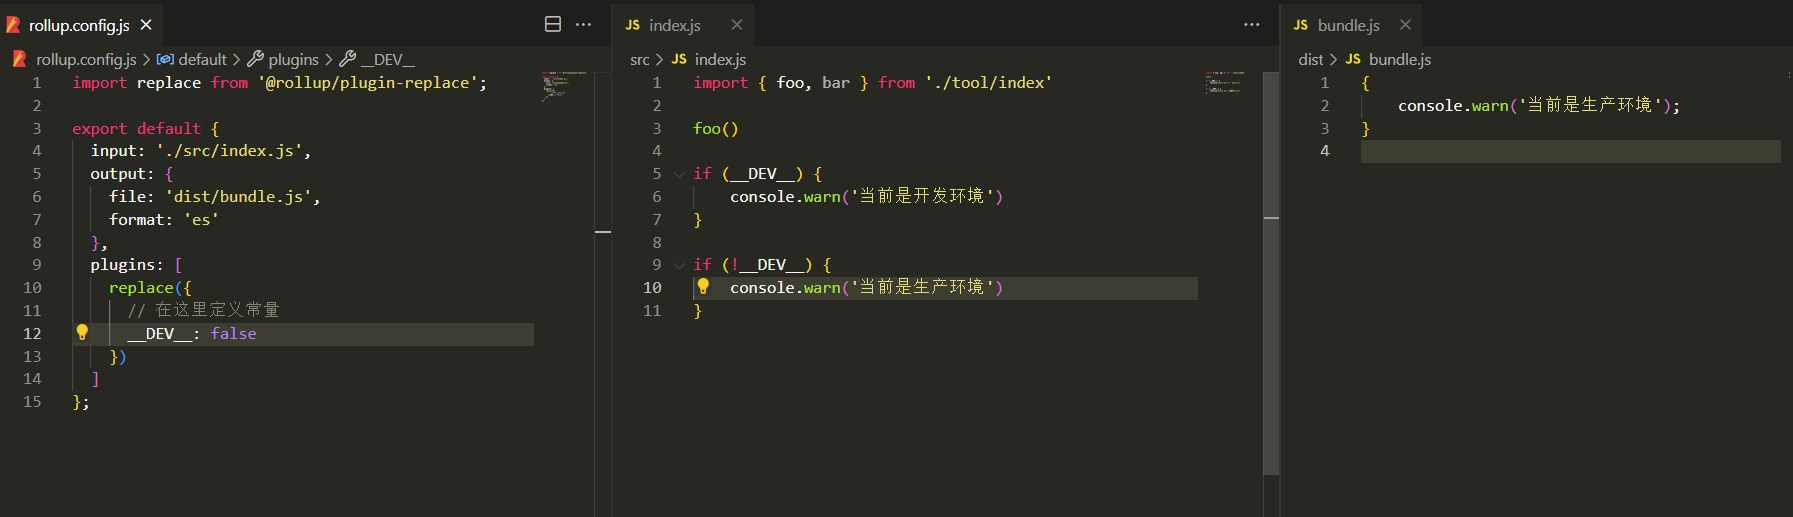 rollup.config.js
rollup.config.js > default > plugins > __DEV__
1 import replace from '@rollup/plugin-replace';
2
3 export default {
4 input: './src/index.js',
5 output: {
6 file: 'dist/bundle.js',
7 format: 'es'
8 },
9 plugins: [
10 replace({
11 // 在这里定义常量
12 __DEV__: false
13 })
14 ]
15 };
JS index.js
src > JS index.js
1 import { foo, bar } from './tool/index'
2
3 foo()
4
5 if (__DEV__) {
6 console.warn('当前是开发环境')
7 }
8
9 if (!__DEV__) {
10 console.warn('当前是生产环境')
11 }
JS bundle.js
dist > JS bundle.js
1 {
2 console.warn('当前是生产环境');
3 }
4